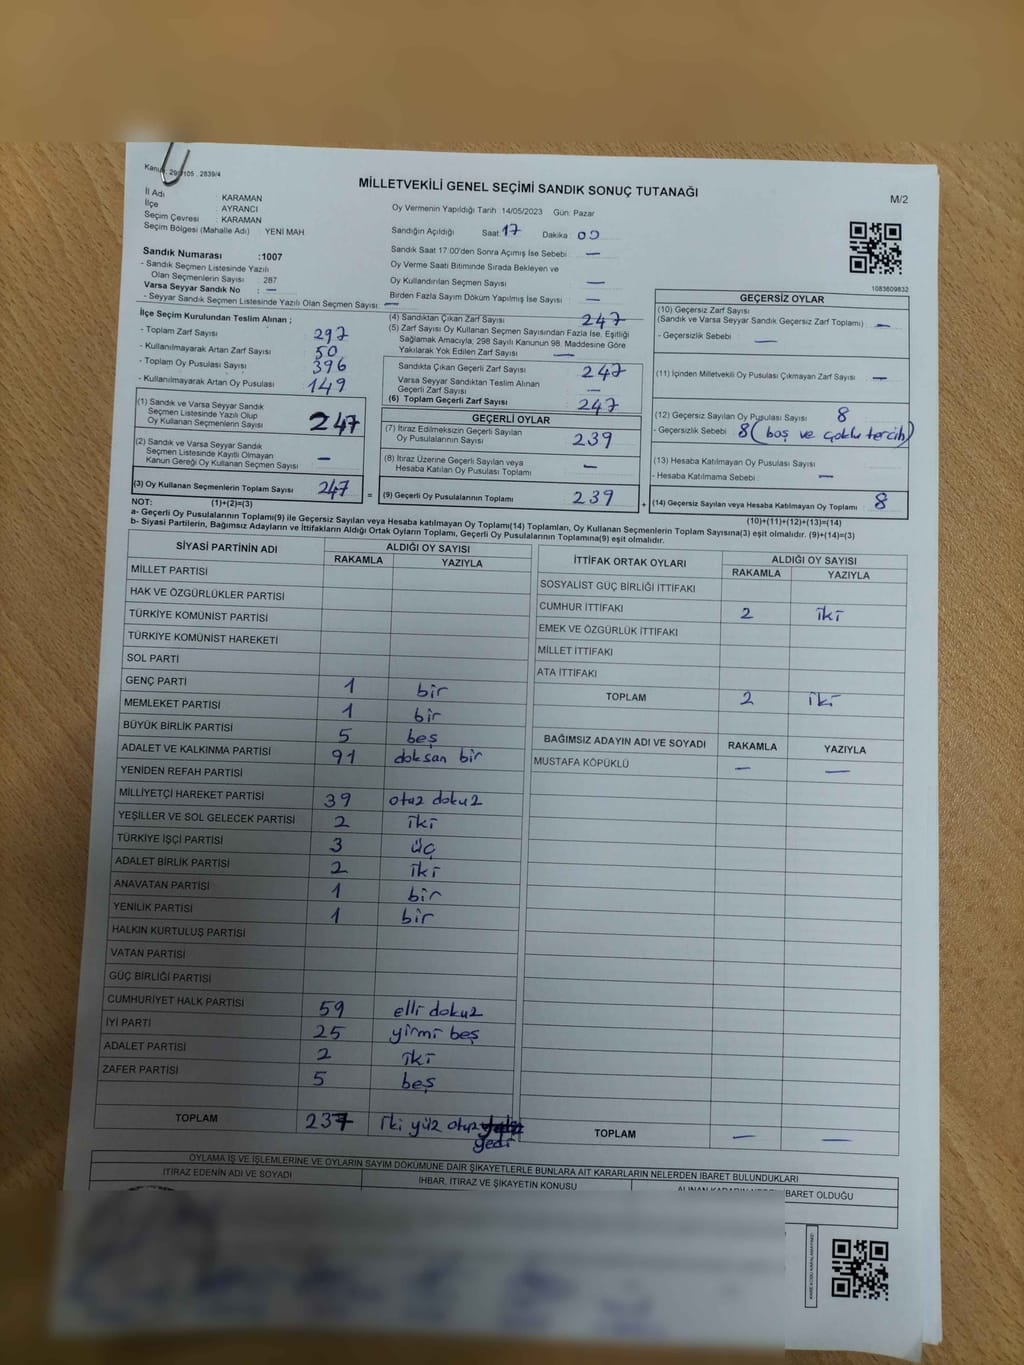 Kanun : 298/105 , 2839/4
MİLLETVEKİLİ GENEL SEÇİMİ SANDIK SONUÇ TUTANAĞI
M/2
İl Adı : KARAMAN
İlçe : AYRANCI
Seçim Çevresi : KARAMAN
Seçim Bölgesi (Mahalle Adı) : YENİ MAH
Sandık Numarası :1007
- Sandık Seçmen Listesinde Yazılı
Olan Seçmenlerin Sayısı : 287
Varsa Seyyar Sandık No : —
- Seyyar Sandık Seçmen Listesinde Yazılı Olan Seçmen Sayısı: —
Oy Vermenin Yapıldığı Tarih :14/05/2023 Gün: Pazar
Sandığın Açıldığı Saat 17 Dakika : 00
Sandık Saat 17:00'den Sonra Açımış İse Sebebi : —
Oy Verme Saati Bitiminde Sırada Bekleyen ve
Oy Kullandırılan Seçmen Sayısı : —
Birden Fazla Sayım Döküm Yapılmış İse Sayısı : —
1083609832
İlçe Seçim Kurulundan Teslim Alınan ;
- Toplam Zarf Sayısı 297
- Kullanılmayarak Artan Zarf Sayısı 50
- Toplam Oy Pusulası Sayısı 396
- Kullanılmayarak Artan Oy Pusulası 149
(1) Sandık ve Varsa Seyyar Sandık
Seçmen Listesinde Yazılı Olup
Oy Kullanan Seçmenlerin Sayısı 247
(2) Sandık ve Varsa Seyyar Sandık
Seçmen Listesinde Kayıtlı Olmayan
Kanun Gereği Oy Kullanan Seçmen Sayısı —
(3) Oy Kullanan Seçmenlerin Toplam Sayısı 247
(1)+(2)=(3)
(4) Sandıktan Çıkan Zarf Sayısı 247
(5) Zarf Sayısı Oy Kullanan Seçmen Sayısından Fazla İse, Eşitliği
Sağlamak Amacıyla; 298 Sayılı Kanunun 98. Maddesine Göre
Yakılarak Yok Edilen Zarf Sayısı —
Sandıkta Çıkan Geçerli Zarf Sayısı 247
Varsa Seyyar Sandıktan Teslim Alınan
Geçerli Zarf Sayısı —
(6) Toplam Geçerli Zarf Sayısı 247
GEÇERLİ OYLAR
(7) İtiraz Edilmeksizin Geçerli Sayılan
Oy Pusulalarının Sayısı 239
(8) İtiraz Üzerine Geçerli Sayılan veya
Hesaba Katılan Oy Pusulası Toplamı —
= (9) Geçerli Oy Pusulalarının Toplamı 239
GEÇERSİZ OYLAR
(10) Geçersiz Zarf Sayısı
(Sandık ve Varsa Seyyar Sandık Geçersiz Zarf Toplamı) —
- Geçersizlik Sebebi : —
(11) İçinden Milletvekili Oy Pusulası Çıkmayan Zarf Sayısı —
(12) Geçersiz Sayılan Oy Pusulası Sayısı 8
- Geçersizlik Sebebi : 8 (boş ve çoklu tercih)
(13) Hesaba Katılmayan Oy Pusulası Sayısı
- Hesaba Katılmama Sebebi : —
+ (14) Geçersiz Sayılan veya Hesaba Katılmayan Oy Toplamı 8
(10)+(11)+(12)+(13)=(14)
NOT:
a- Geçerli Oy Pusulalarının Toplamı(9) ile Geçersiz Sayılan veya Hesaba katılmayan Oy Toplamı(14) Toplamları, Oy Kullanan Seçmenlerin Toplam Sayısına(3) eşit olmalıdır. (9)+(14)=(3)
b- Siyasi Partilerin, Bağımsız Adayların ve İttifakların Aldığı Ortak Oyların Toplamı, Geçerli Oy Pusulalarının Toplamına(9) eşit olmalıdır.
SİYASİ PARTİNİN ADI ALDIĞI OY SAYISI
RAKAMLA YAZIYLA
MİLLET PARTİSİ
HAK VE ÖZGÜRLÜKLER PARTİSİ
TÜRKİYE KOMÜNİST PARTİSİ
TÜRKİYE KOMÜNİST HAREKETİ
SOL PARTİ
GENÇ PARTİ 1 bir
MEMLEKET PARTİSİ 1 bir
BÜYÜK BİRLİK PARTİSİ 5 beş
ADALET VE KALKINMA PARTİSİ 91 doksan bir
YENİDEN REFAH PARTİSİ
MİLLİYETÇİ HAREKET PARTİSİ 39 otuz dokuz
YEŞİLLER VE SOL GELECEK PARTİSİ 2 iki
TÜRKİYE İŞÇİ PARTİSİ 3 üç
ADALET BİRLİK PARTİSİ 2 iki
ANAVATAN PARTİSİ 1 bir
YENİLİK PARTİSİ 1 bir
HALKIN KURTULUŞ PARTİSİ
VATAN PARTİSİ
GÜÇ BİRLİĞİ PARTİSİ
CUMHURİYET HALK PARTİSİ 59 elli dokuz
İYİ PARTİ 25 yirmi beş
ADALET PARTİSİ 2 iki
ZAFER PARTİSİ 5 beş
TOPLAM 237 iki yüz otuz
yedi
İTTİFAK ORTAK OYLARI ALDIĞI OY SAYISI
RAKAMLA YAZIYLA
SOSYALİST GÜÇ BİRLİĞİ İTTİFAKI
CUMHUR İTTİFAKI 2 iki
EMEK VE ÖZGÜRLÜK İTTİFAKI
MİLLET İTTİFAKI
ATA İTTİFAKI
TOPLAM 2 iki
BAĞIMSIZ ADAYIN ADI VE SOYADI RAKAMLA YAZIYLA
MUSTAFA KÖPÜKLÜ — —
TOPLAM — —
OYLAMA İŞ VE İŞLEMLERİNE VE OYLARIN SAYIM DÖKÜMÜNE DAİR ŞİKAYETLERLE BUNLARA AİT KARARLARIN NELERDEN İBARET BULUNDUKLARI
İTİRAZ EDENİN ADI VE SOYADI İHBAR, İTİRAZ VE ŞİKAYETİN KONUSU İBARET OLDUĞU